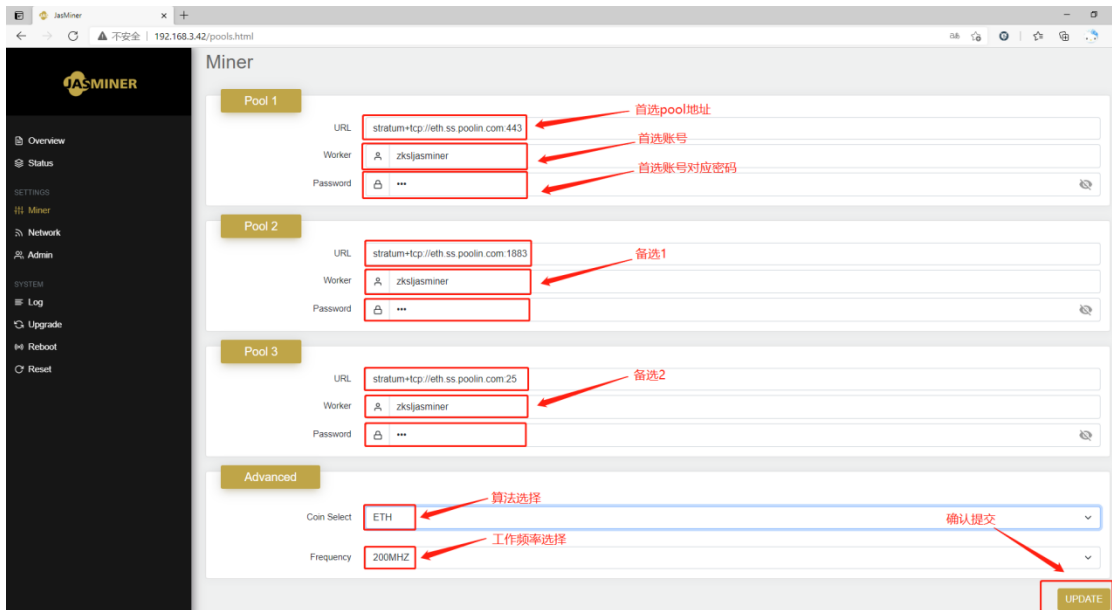 JasMiner
不安全 | 192.168.3.42/pools.html
JASMINER
Overview
Status
SETTINGS
Miner
Network
Admin
SYSTEM
Log
Upgrade
Reboot
Reset
Miner
Pool 1
首选pool地址
URL stratum+tcp://eth.ss.poolin.com:443
首选账号
Worker zksljasminer
首选账号对应密码
Password •••
Pool 2
URL stratum+tcp://eth.ss.poolin.com:1883
备选1
Worker zksljasminer
Password •••
Pool 3
URL stratum+tcp://eth.ss.poolin.com:25
备选2
Worker zksljasminer
Password •••
Advanced
算法选择
Coin Select ETH
确认提交
工作频率选择
Frequency 200MHZ
UPDATE